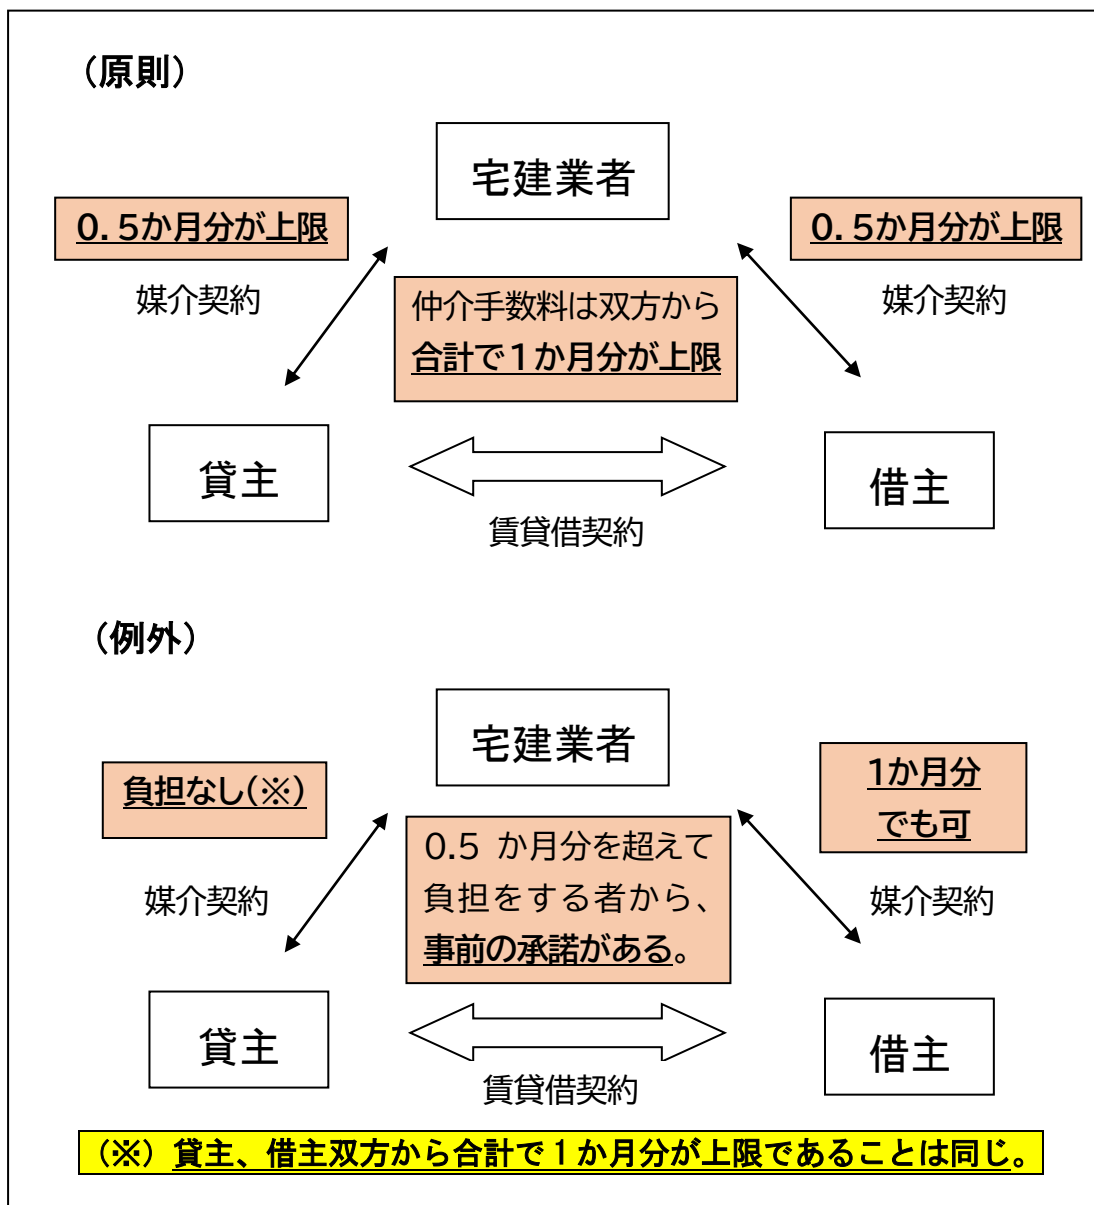 （原則）
宅建業者
０．５か月分が上限
０．５か月分が上限
媒介契約
媒介契約
仲介手数料は双方から
合計で１か月分が上限
貸主
借主
賃貸借契約
（例外）
宅建業者
負担なし(※)
1か月分
でも可
0.5 か月分を超えて
負担をする者から、
事前の承諾がある。
媒介契約
媒介契約
貸主
借主
賃貸借契約
（※）貸主、借主双方から合計で１か月分が上限であることは同じ。